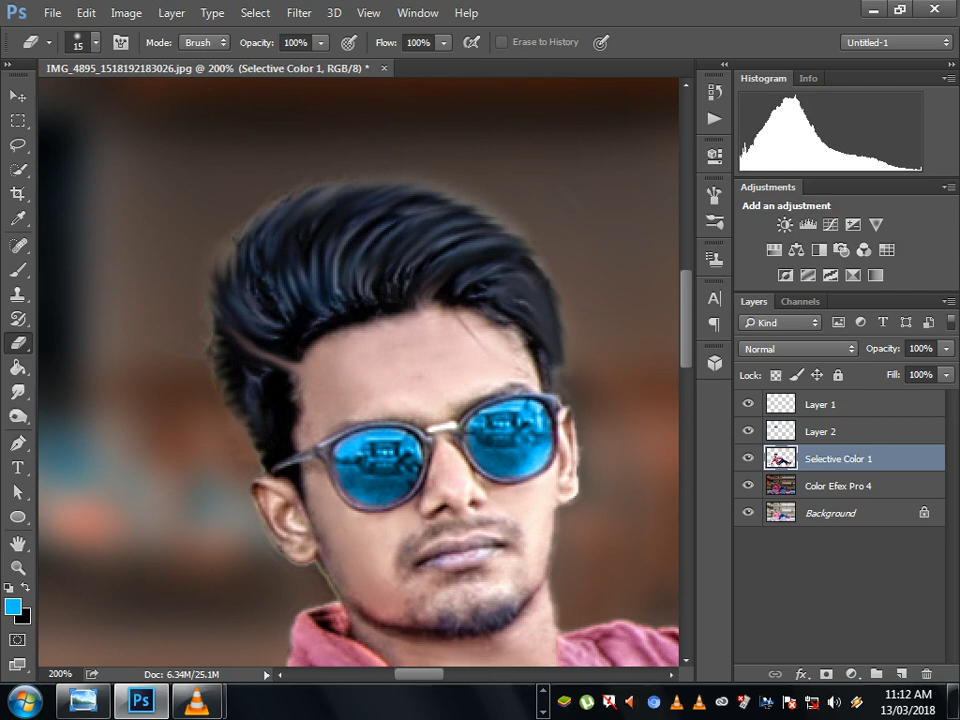 Ps File Edit Image Layer Type Select Filter 3D View Window Help
15 Mode: Brush Opacity: 100% Flow: 100% Erase to History Untitled-1
IMG_4895_1518192183026.jpg @ 200% (Selective Color 1, RGB/8) * ×
Histogram Info
Adjustments
Add an adjustment
Layers Channels
Kind
Normal Opacity: 100%
Lock: Fill: 100%
Layer 1
Layer 2
Selective Color 1
Color Efex Pro 4
Background
200% Doc: 6.34M/25.1M
Ps
11:12 AM
13/03/2018